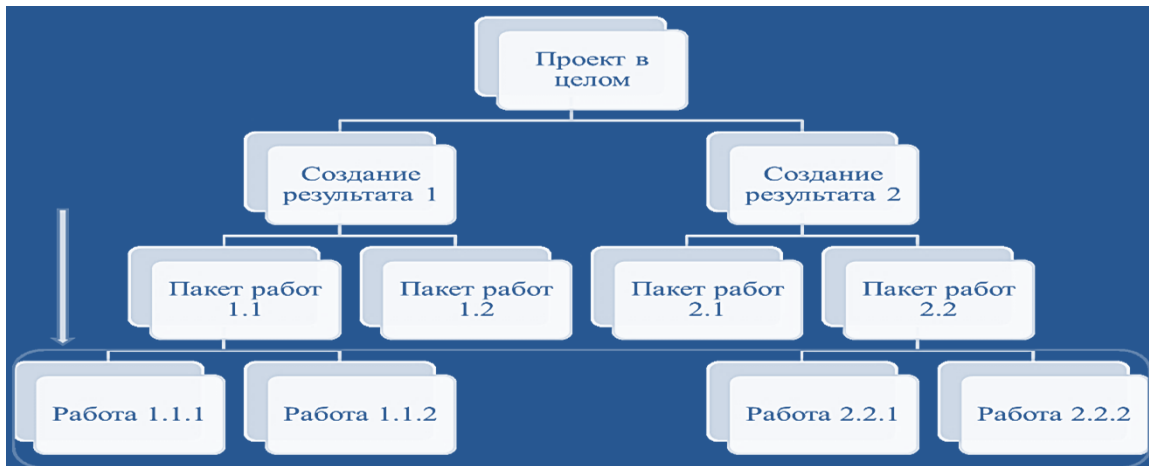 Проект в
целом
Создание
результата 1
Создание
результата 2
Пакет работ
1.1
Пакет работ
1.2
Пакет работ
2.1
Пакет работ
2.2
Работа 1.1.1
Работа 1.1.2
Работа 2.2.1
Работа 2.2.2